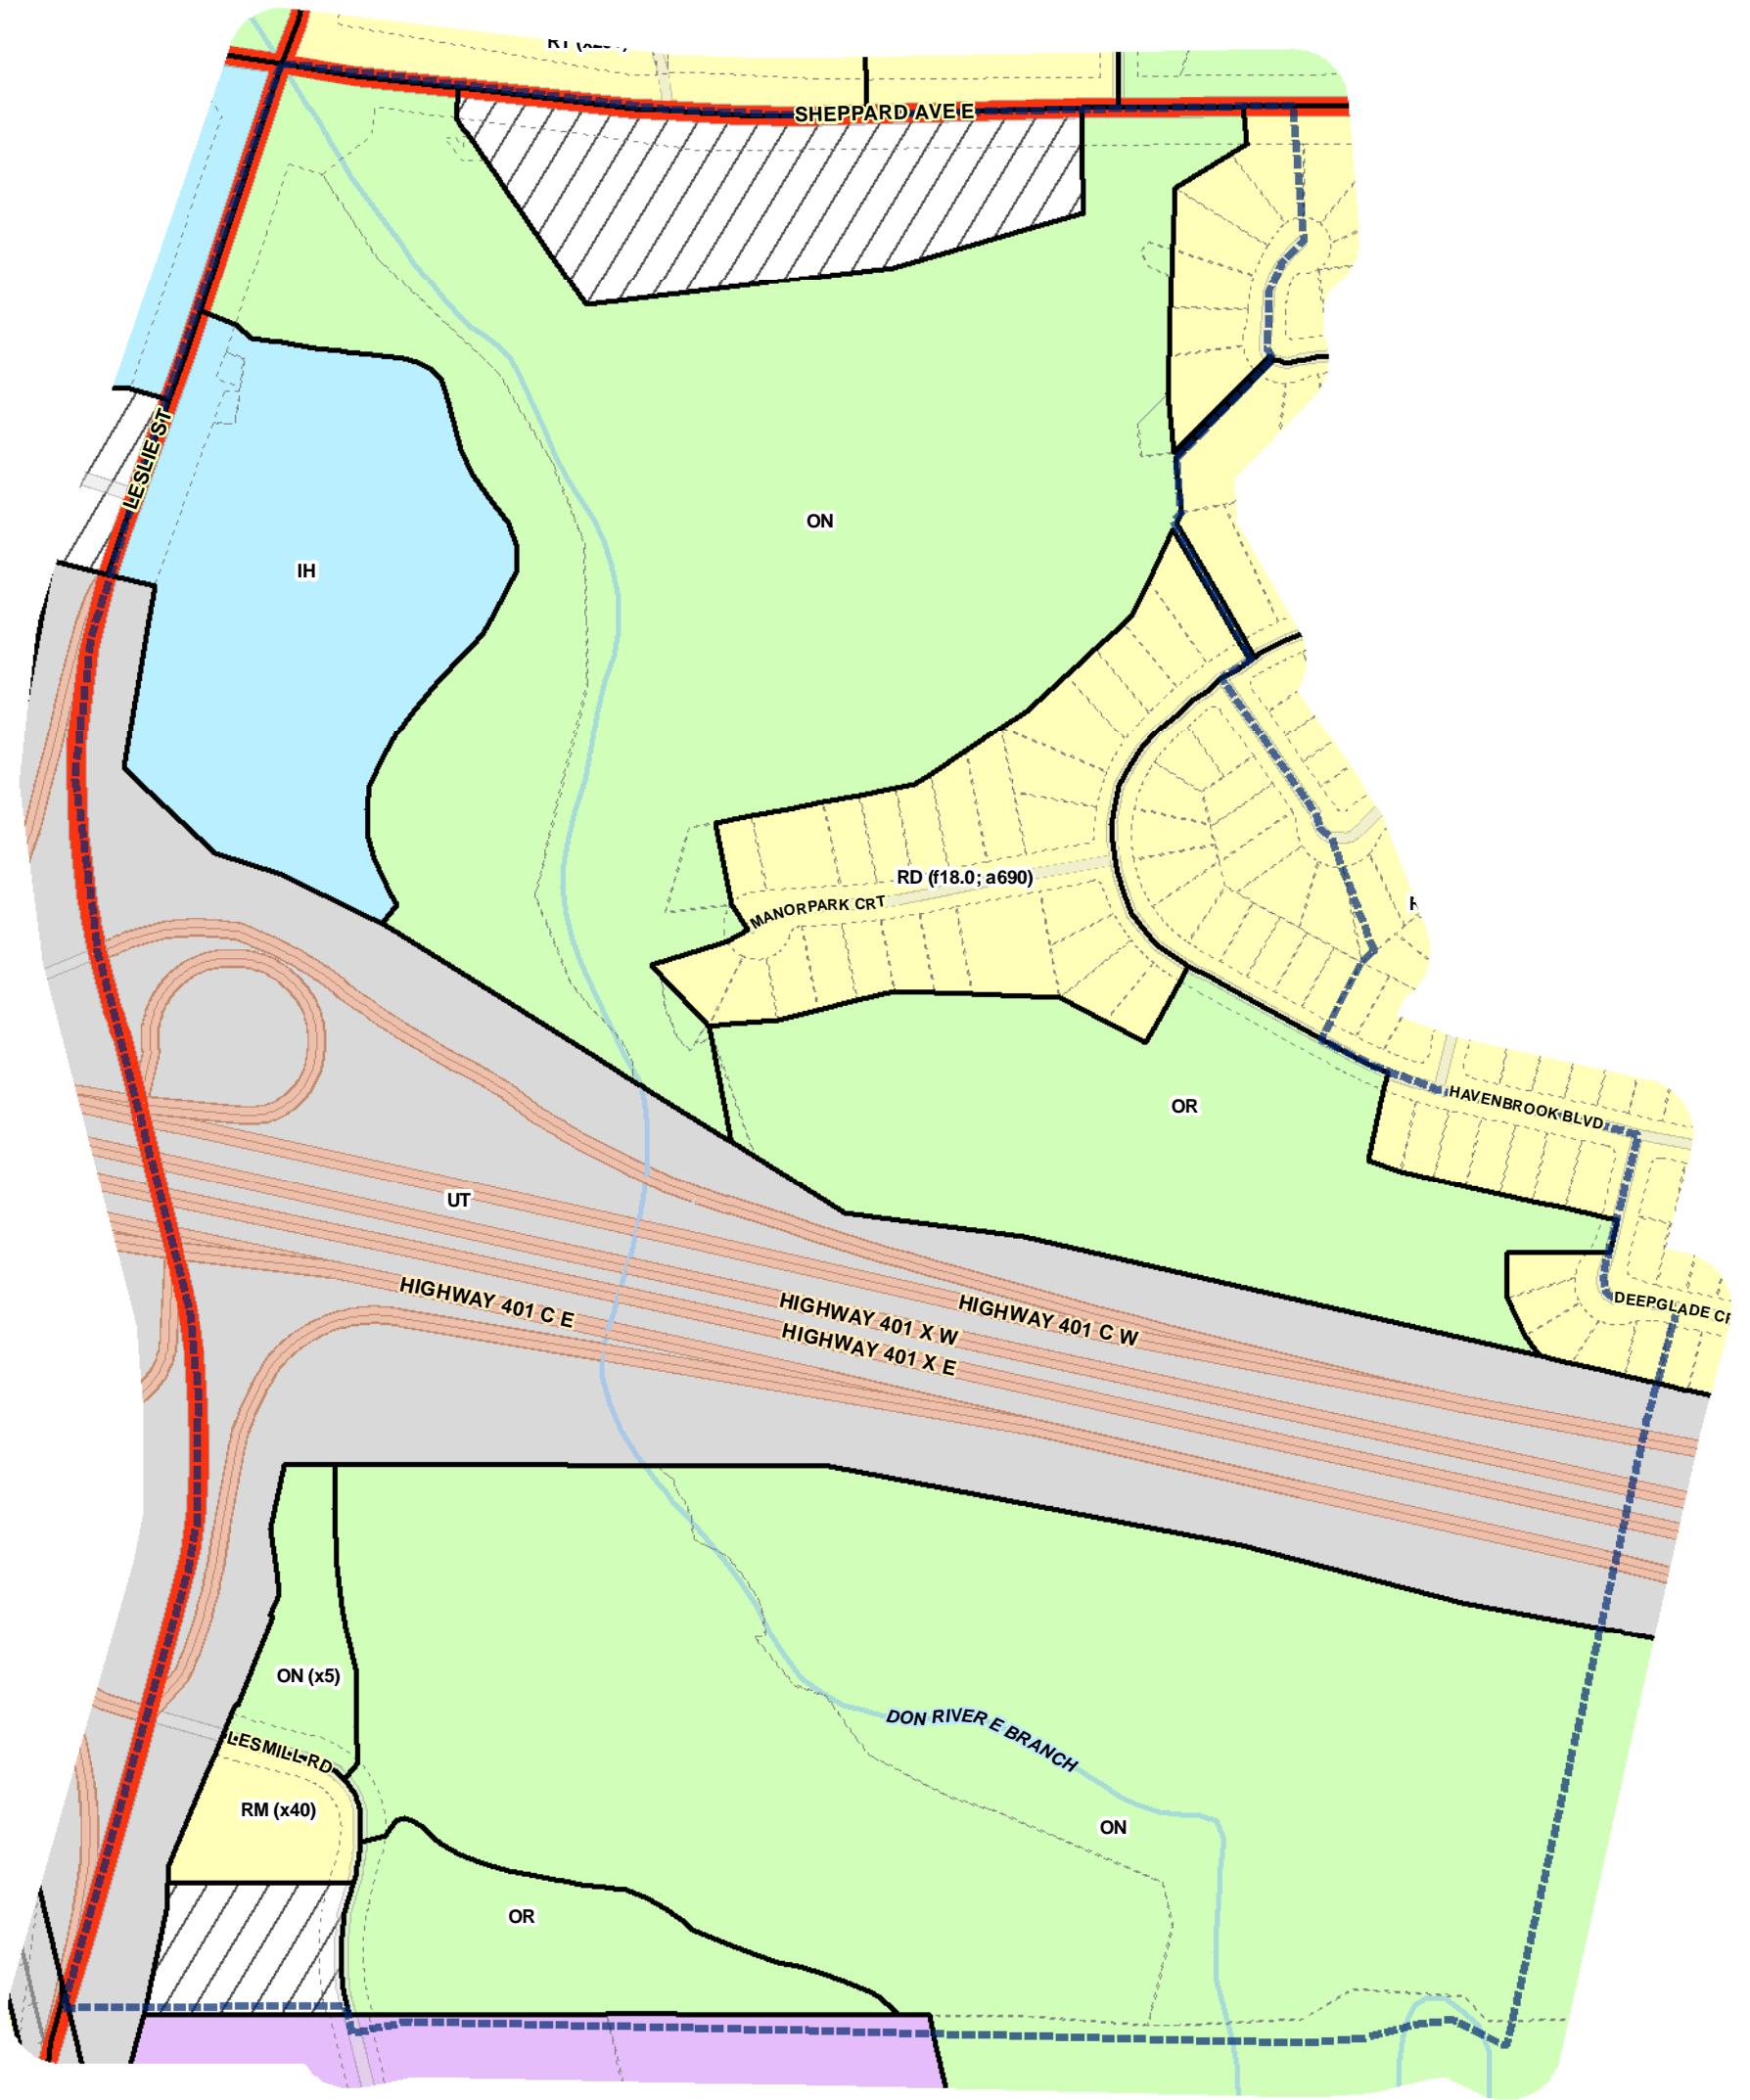 SHEPPARD AVE E
LESLIE ST
ON
IH
RD (f18.0; a690)
MANORPARK CRT
OR
HAVENBROOK BLVD
UT
HIGHWAY 401 C E
HIGHWAY 401 X W
HIGHWAY 401 C W
HIGHWAY 401 X E
DEEPGLADE
ON (x5)
DON RIVER E BRANCH
LESMILL RD
RM (x40)
ON
OR